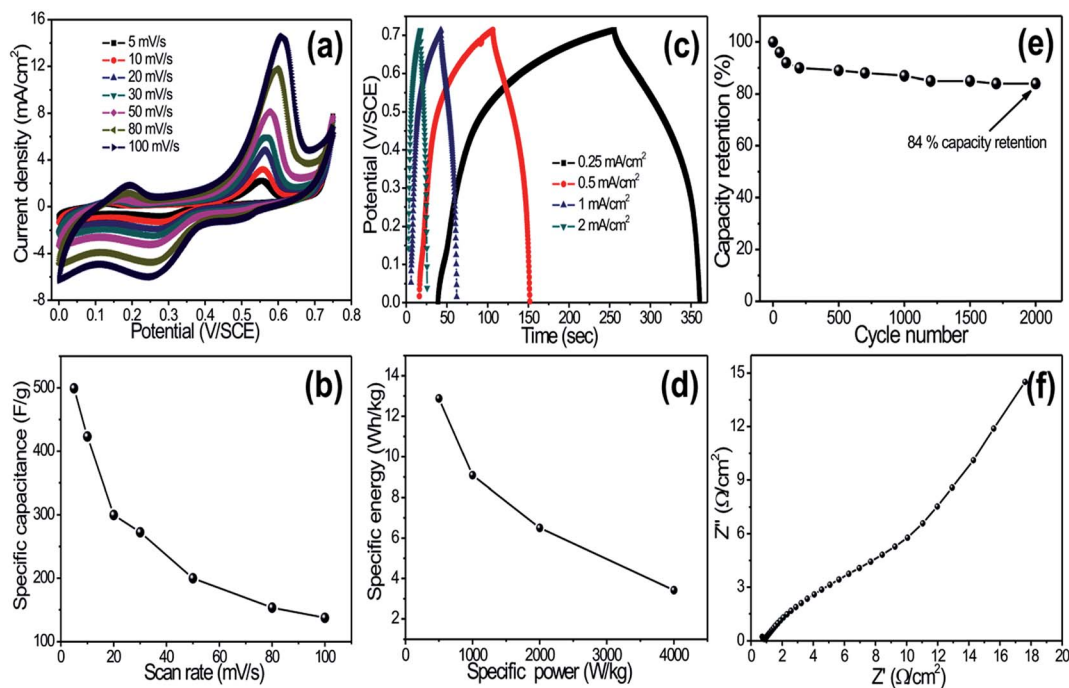 (a)
16
12
8
4
0
-4
-8
Current density (mA/cm²)
5 mV/s
10 mV/s
20 mV/s
30 mV/s
50 mV/s
80 mV/s
100 mV/s
0.0 0.1 0.2 0.3 0.4 0.5 0.6 0.7 0.8
Potential (V/SCE)
(c)
0.7
0.6
0.5
0.4
0.3
0.2
0.1
0.0
Potential (V/SCE)
0.25 mA/cm²
0.5 mA/cm²
1 mA/cm²
2 mA/cm²
0 50 100 150 200 250 300 350
Time (sec)
(e)
100
80
60
40
20
0
Capacity retention (%)
84 % capacity retention
0 500 1000 1500 2000
Cycle number
(b)
500
400
300
200
100
Specific capacitance (F/g)
0 20 40 60 80 100
Scan rate (mV/s)
(d)
14
12
10
8
6
4
2
Specific energy (Wh/kg)
0 1000 2000 3000 4000
Specific power (W/kg)
(f)
15
12
9
6
3
0
Z'' (Ω/cm²)
0 2 4 6 8 10 12 14 16 18 20
Z' (Ω/cm²)